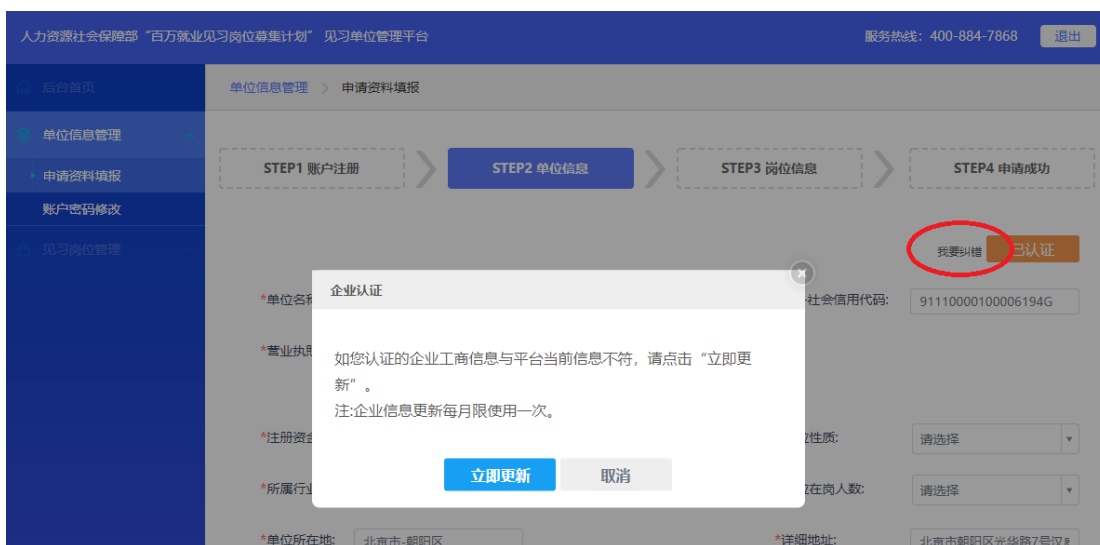 人力资源社会保障部“百万就业见习岗位募集计划” 见习单位管理平台
服务热线：400-884-7868
退出
后台首页
单位信息管理 > 申请资料填报
单位信息管理
申请资料填报
账户密码修改
见习岗位管理
STEP1 账户注册
STEP2 单位信息
STEP3 岗位信息
STEP4 申请成功
我要纠错
已认证
企业认证
*单位名称
社会信用代码:
91110000100006194G
*营业执照
如您认证的企业工商信息与平台当前信息不符，请点击“立即更
新”。
注:企业信息更新每月限使用一次。
*注册资金
性质:
请选择
立即更新
取消
*所属行业
在岗人数:
请选择
*单位所在地:
北京市-朝阳区
*详细地址:
北京市朝阳区光华路7号汉